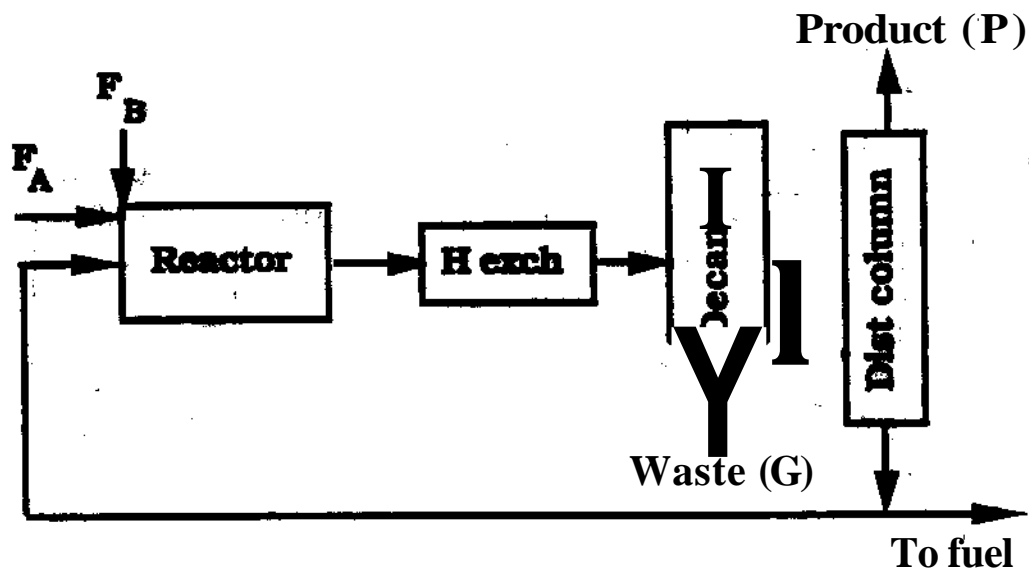 Product (P)
F
B
F
A
Reactor
H exch
Dist column
Waste (G)
To fuel